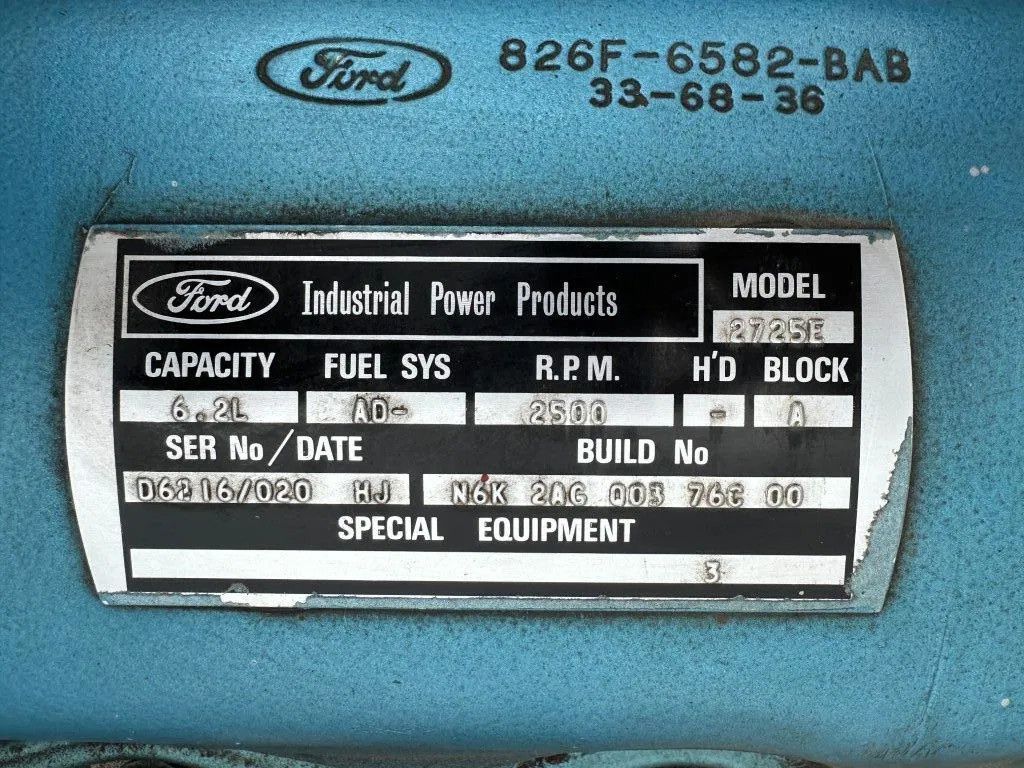 Ford 826F-6582-BAB
33-68-36
Ford Industrial Power Products
MODEL
2725E
CAPACITY FUEL SYS R.P.M. H'D BLOCK
6.2L AD- 2500 - A
SER No/DATE BUILD No
D6216/020 HJ N6K 2AG 003 76C 00
SPECIAL EQUIPMENT
3